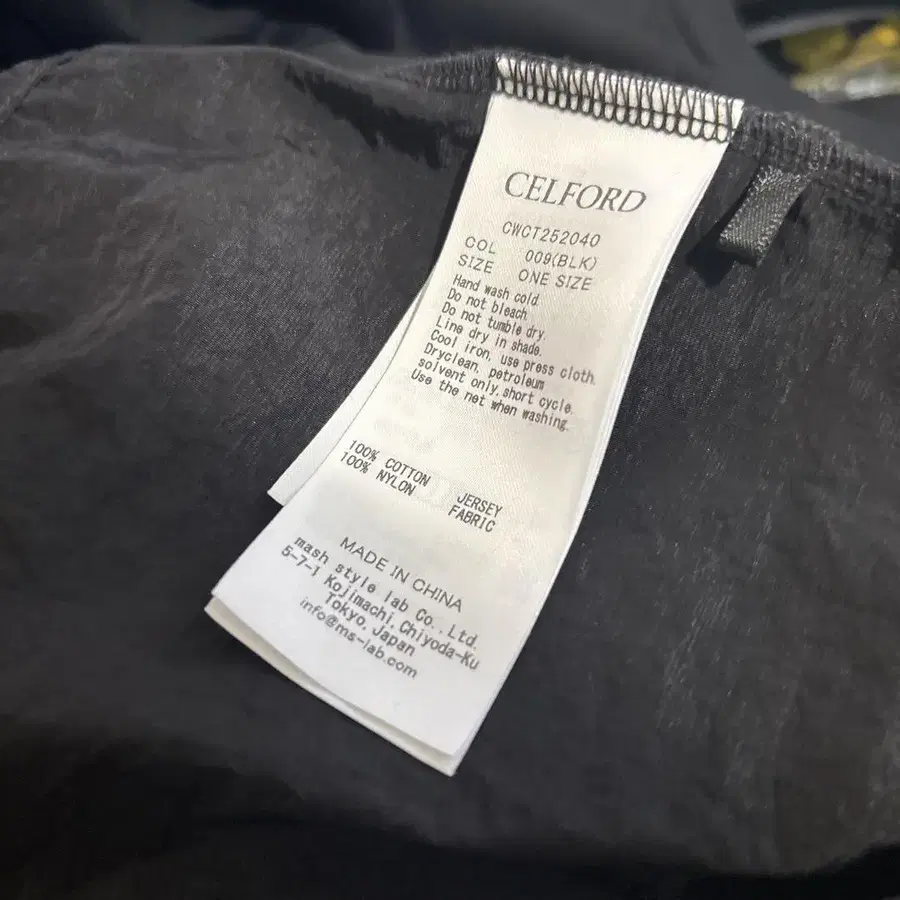 CELFORD
CWCT252040
COL 009(BLK)
SIZE ONE SIZE
Hand wash cold
Do not bleach
Do not tumble dry.
Line dry in shade.
Cool iron, use press cloth.
Dryclean, petroleum
solvent only,short cycle.
Use the net when washing.
100% COTTON JERSEY
100% NYLON FABRIC
MADE IN CHINA
mash style lab Co.,Ltd.
5-7-1 Kojimachi,Chiyoda-Ku
Tokyo,Japan
info@ms-lab.com